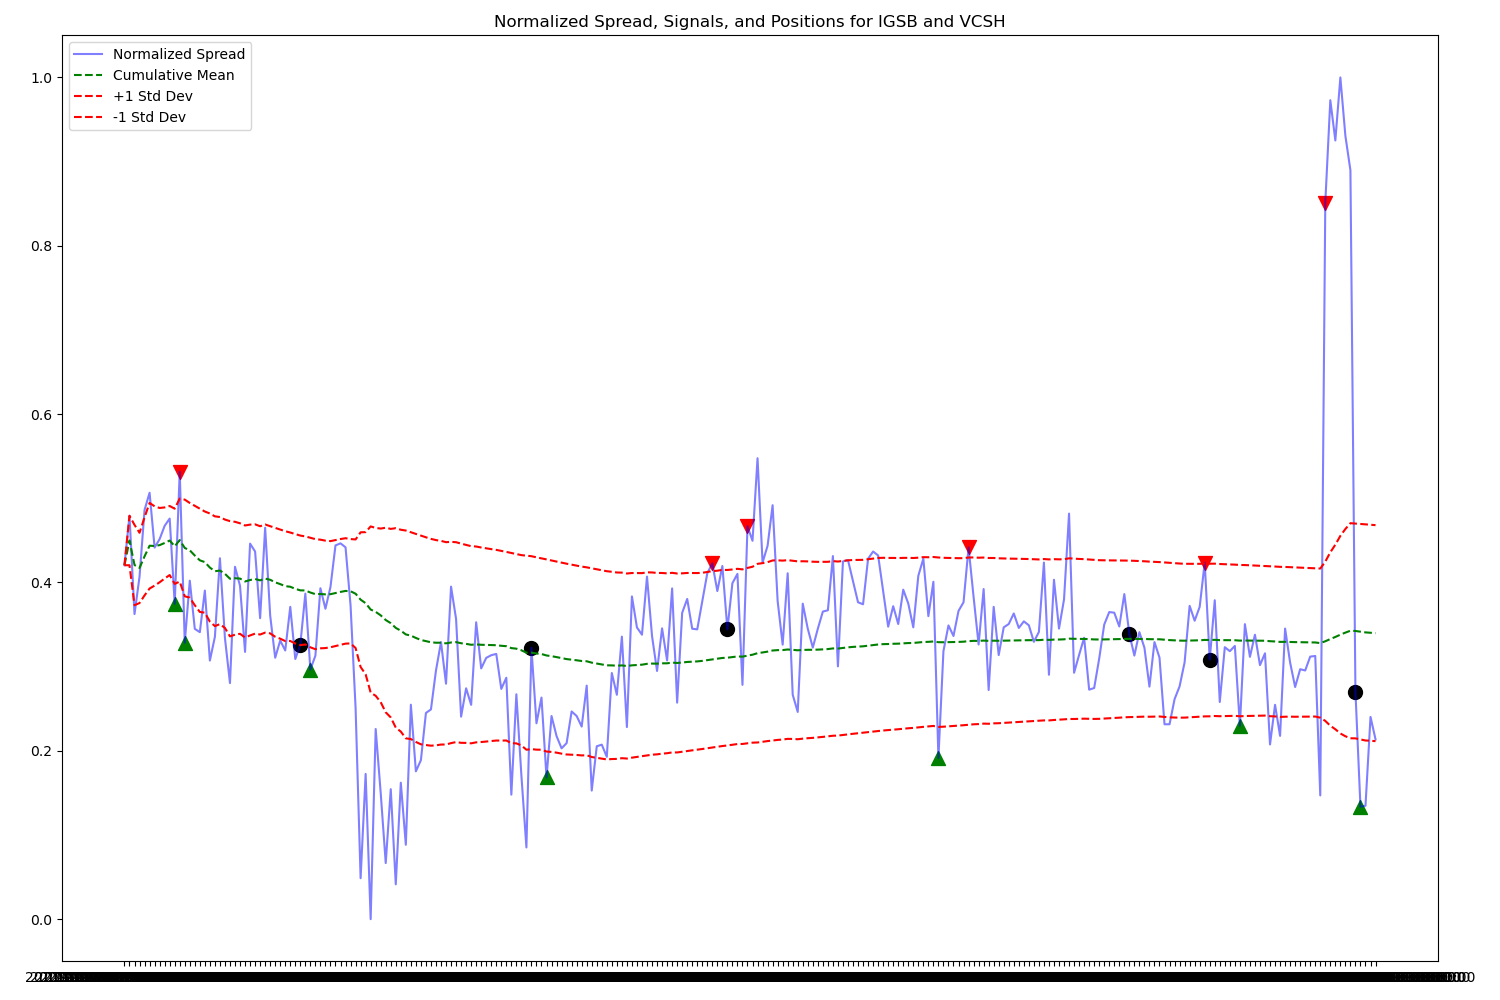 Normalized Spread, Signals, and Positions for IGSB and VCSH
Normalized Spread
Cumulative Mean
+1 Std Dev
-1 Std Dev
1.0
0.8
0.6
0.4
0.2
0.0